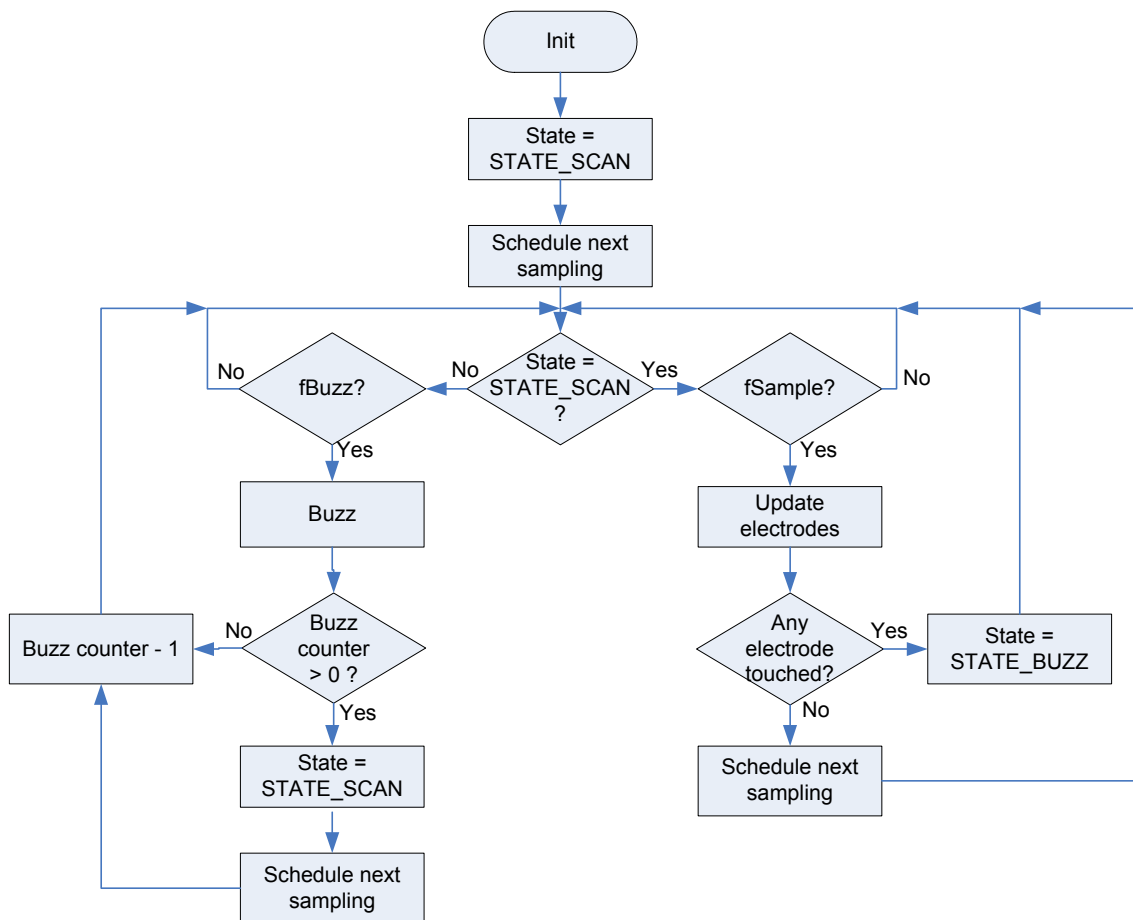 Init
State =
STATE_SCAN
Schedule next
sampling
No
fBuzz?
No
State =
STATE_SCAN
?
Yes
fSample?
No
Yes
Yes
Buzz
Update
electrodes
Buzz counter - 1
No
Buzz
counter
> 0 ?
Any
electrode
touched?
Yes
State =
STATE_BUZZ
Yes
No
State =
STATE_SCAN
Schedule next
sampling
Schedule next
sampling